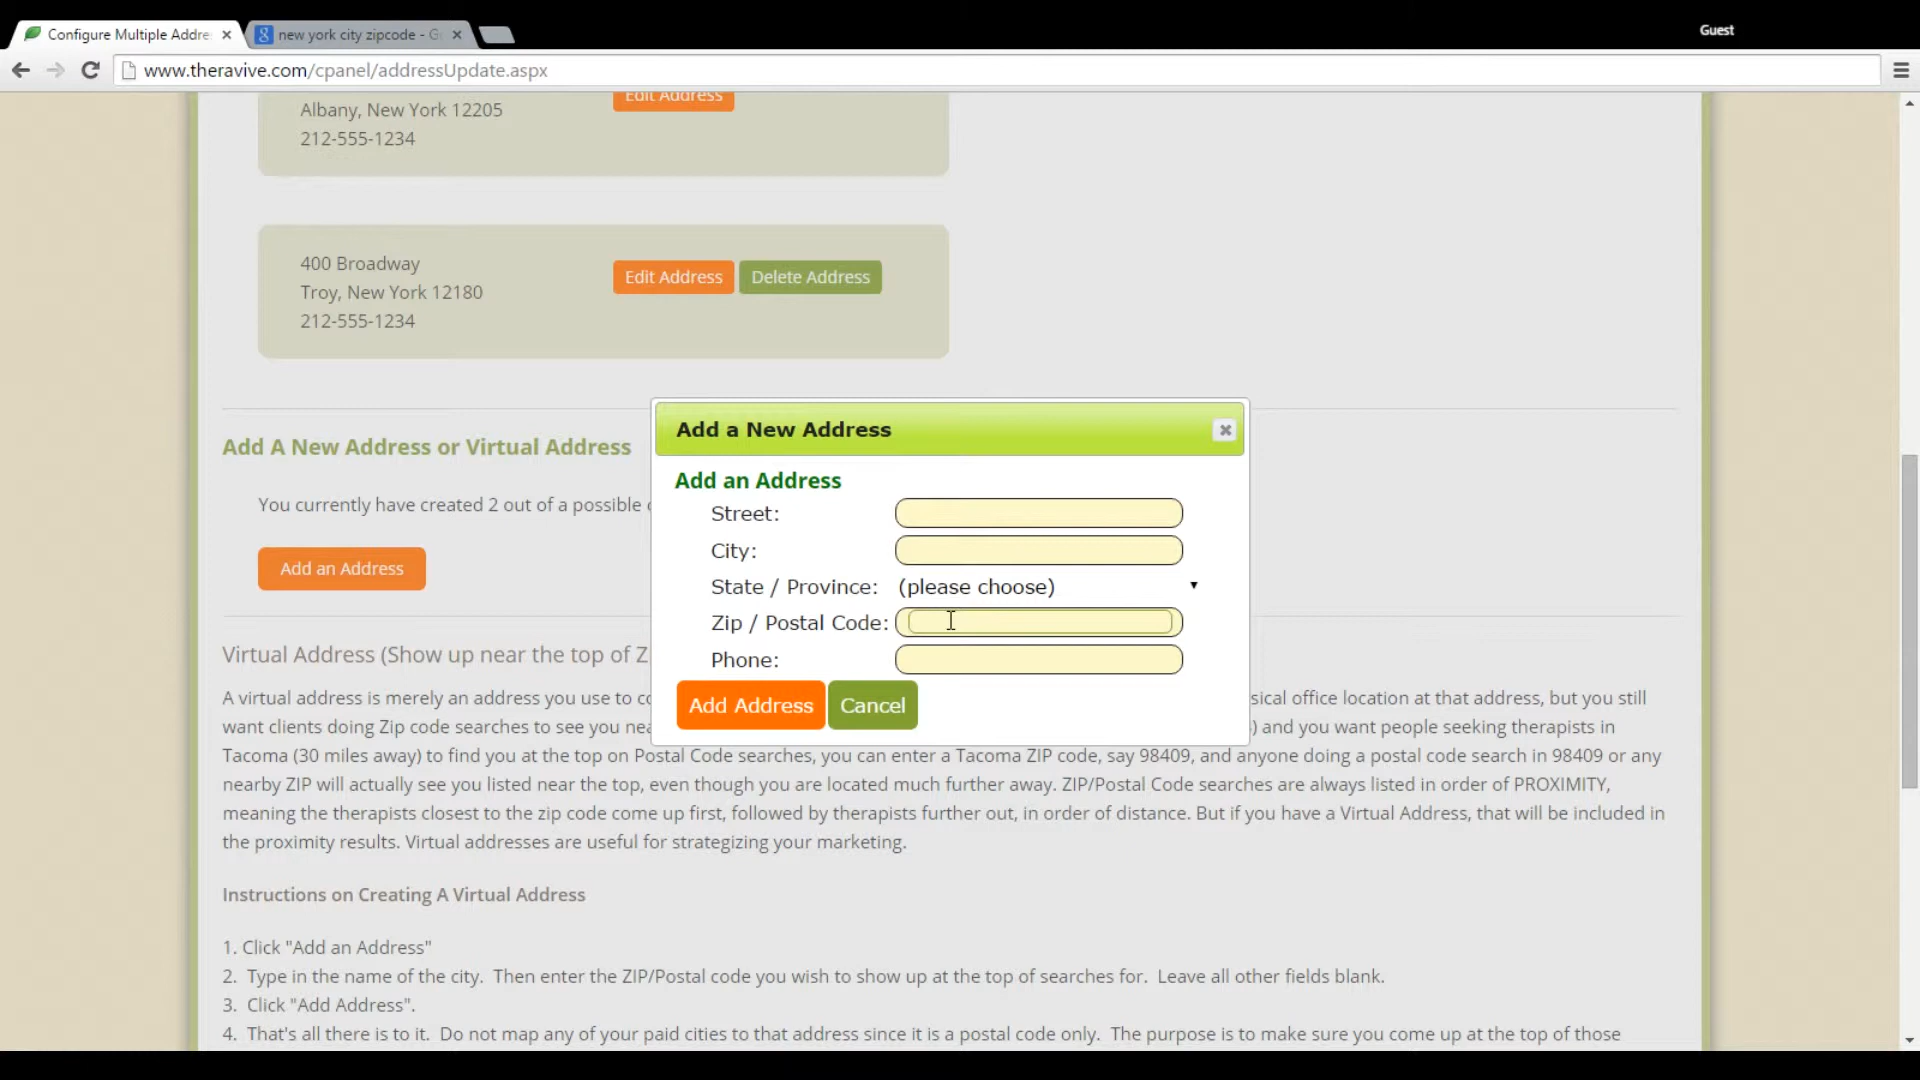 Configure Multiple Addre
new york city zipcode - G
Guest
www.theravive.com/cpanel/addressUpdate.aspx
Albany, New York 12205
Edit Address
212-555-1234
400 Broadway
Troy, New York 12180
212-555-1234
Edit Address
Delete Address
Add A New Address or Virtual Address
You currently have created 2 out of a possible
Add an Address
Add a New Address
Add an Address
Street:
City:
State / Province: (please choose)
Zip / Postal Code:
Phone:
Add Address
Cancel
Virtual Address (Show up near the top of Z
A virtual address is merely an address you use to co sical office location at that address, but you still
want clients doing Zip code searches to see you nea ) and you want people seeking therapists in
Tacoma (30 miles away) to find you at the top on Postal Code searches, you can enter a Tacoma ZIP code, say 98409, and anyone doing a postal code search in 98409 or any
nearby ZIP will actually see you listed near the top, even though you are located much further away. ZIP/Postal Code searches are always listed in order of PROXIMITY,
meaning the therapists closest to the zip code come up first, followed by therapists further out, in order of distance. But if you have a Virtual Address, that will be included in
the proximity results. Virtual addresses are useful for strategizing your marketing.
Instructions on Creating A Virtual Address
1. Click "Add an Address"
2. Type in the name of the city. Then enter the ZIP/Postal code you wish to show up at the top of searches for. Leave all other fields blank.
3. Click "Add Address".
4. That's all there is to it. Do not map any of your paid cities to that address since it is a postal code only. The purpose is to make sure you come up at the top of those